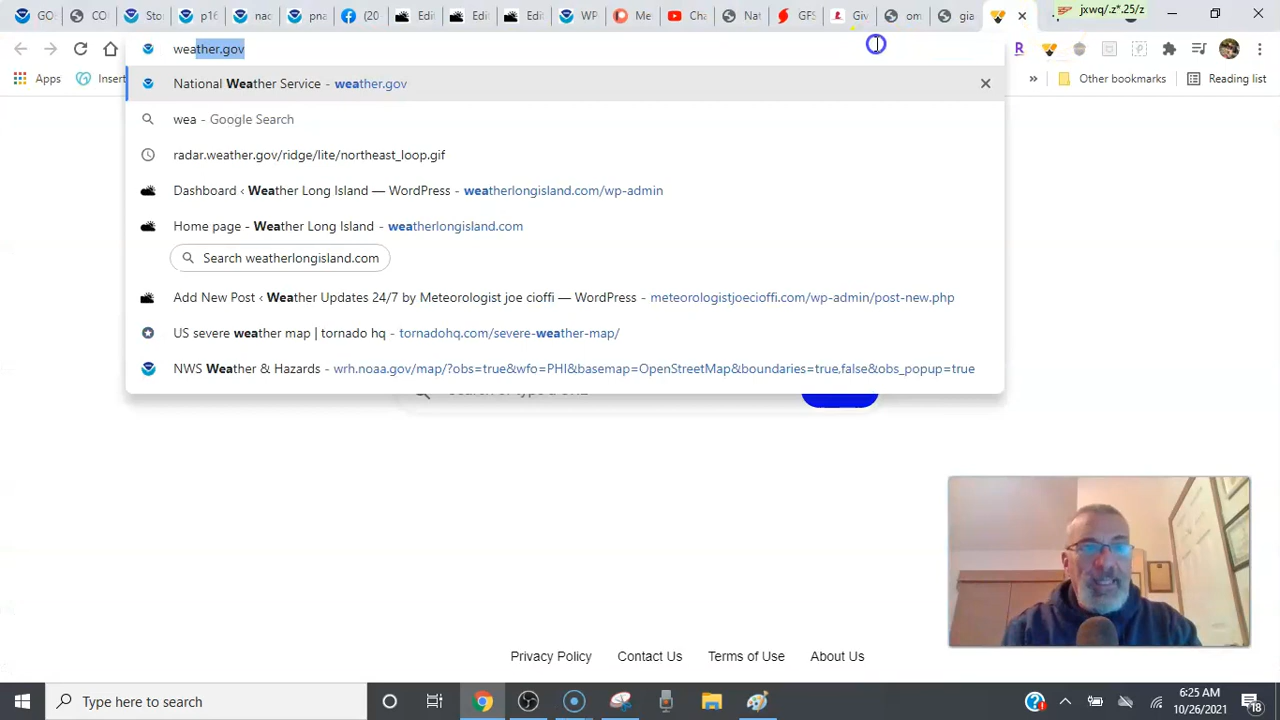 GO
CO
Sto
p16
nac
pna
(20
Edi
Edi
Edi
WP
Me
Cha
Nat
GFS
Giv
om
gia
jxwq/.z*.25/z
weather.gov
Insert
Other bookmarks
Reading list
National Weather Service - weather.gov
wea - Google Search
radar.weather.gov/ridge/lite/northeast_loop.gif
Dashboard ‹ Weather Long Island — WordPress - weatherlongisland.com/wp-admin
Home page - Weather Long Island - weatherlongisland.com
Search weatherlongisland.com
Add New Post ‹ Weather Updates 24/7 by Meteorologist joe cioffi — WordPress - meteorologistjoecioffi.com/wp-admin/post-new.php
US severe weather map | tornado hq - tornadohq.com/severe-weather-map/
NWS Weather & Hazards - wrh.noaa.gov/map/?obs=true&wfo=PHI&basemap=OpenStreetMap&boundaries=true,false&obs_popup=true
Privacy Policy Contact Us Terms of Use About Us
Type here to search
6:25 AM
10/26/2021
18